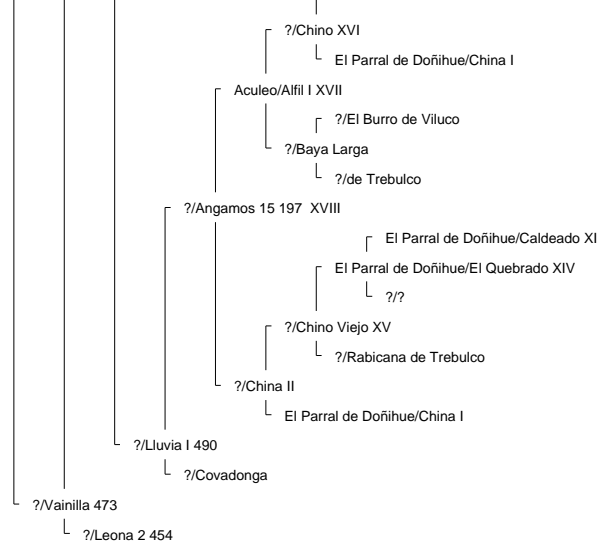 ?/Chino XVI
El Parral de Doñihue/China I
Aculeo/Alfil I XVII
?/El Burro de Viluco
?/Baya Larga
?/de Trebulco
?/Angamos 15 197 XVIII
El Parral de Doñihue/Caldeado XI
El Parral de Doñihue/El Quebrado XIV
?/?
?/Chino Viejo XV
?/Rabicana de Trebulco
?/China II
El Parral de Doñihue/China I
?/Lluvia I 490
?/Covadonga
?/Vainilla 473
?/Leona 2 454